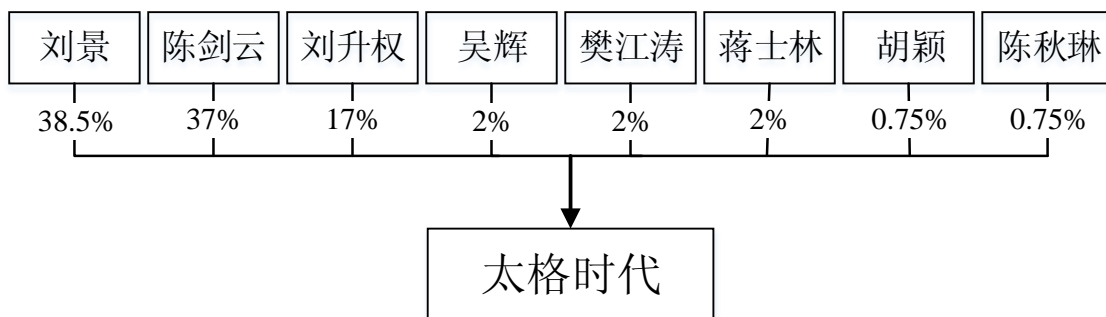 刘景 陈剑云 刘升权 吴辉 樊江涛 蒋士林 胡颖 陈秋琳
38.5% 37% 17% 2% 2% 2% 0.75% 0.75%
太格时代